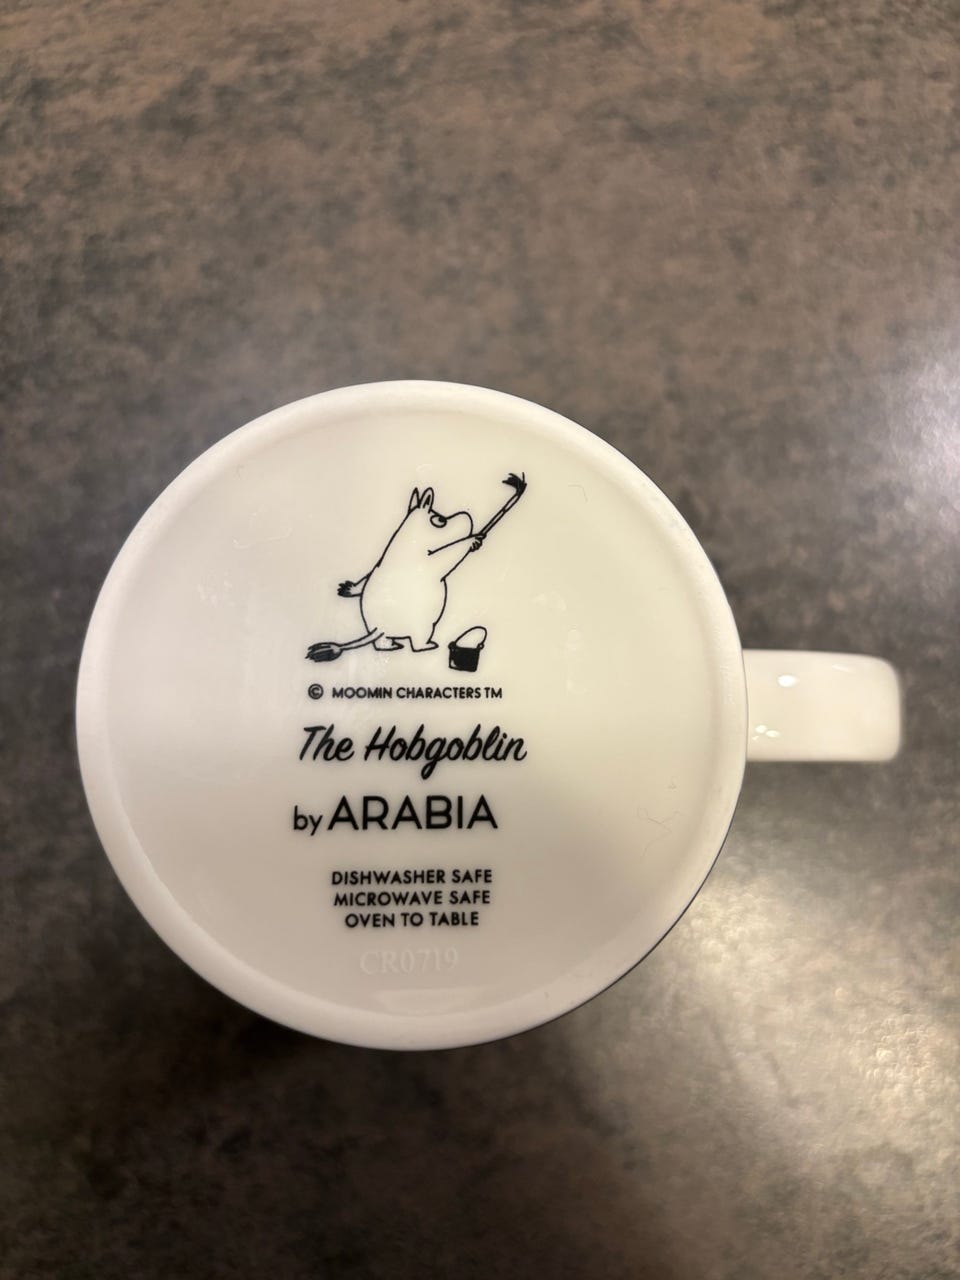 © MOOMIN CHARACTERS TM
The Hobgoblin
by ARABIA
DISHWASHER SAFE
MICROWAVE SAFE
OVEN TO TABLE
CR0719